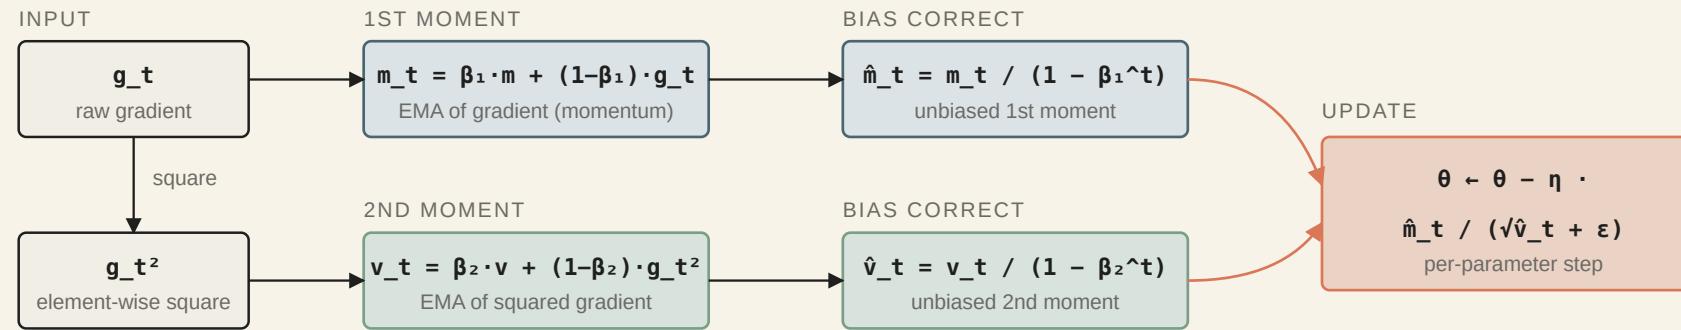 INPUT
1ST MOMENT
BIAS CORRECT
g_t
raw gradient
m_t = β₁·m + (1−β₁)·g_t
EMA of gradient (momentum)
m̂_t = m_t / (1 − β₁^t)
unbiased 1st moment
square
UPDATE
θ ← θ − η ·
m̂_t / (√v̂_t + ε)
per-parameter step
2ND MOMENT
BIAS CORRECT
g_t²
element-wise square
v_t = β₂·v + (1−β₂)·g_t²
EMA of squared gradient
v̂_t = v_t / (1 − β₂^t)
unbiased 2nd moment